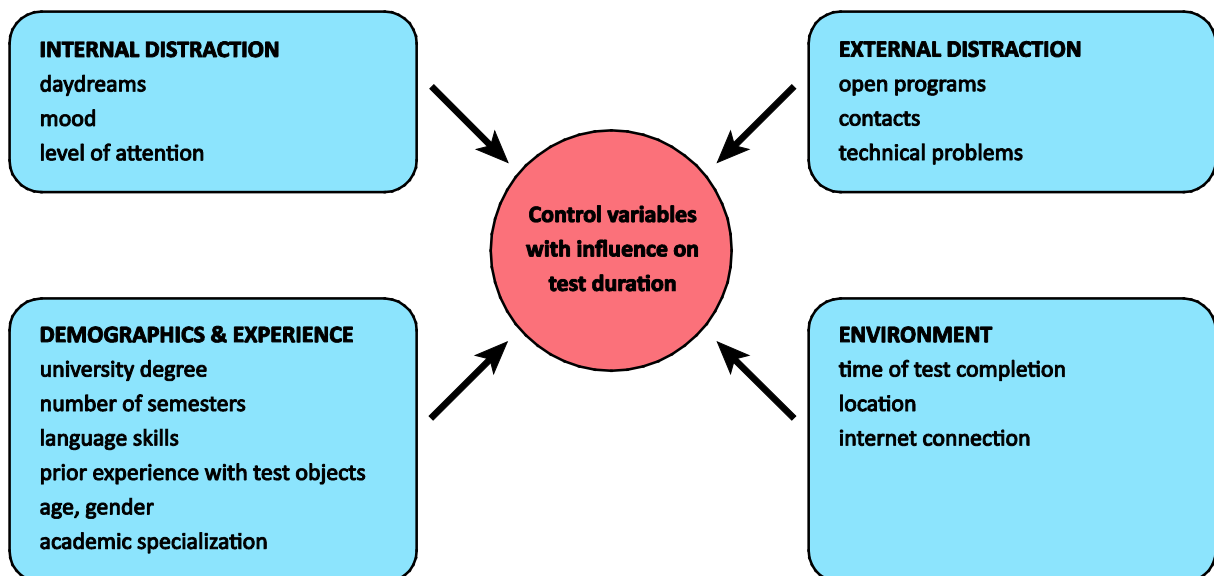 INTERNAL DISTRACTION
daydreams
mood
level of attention
EXTERNAL DISTRACTION
open programs
contacts
technical problems
Control variables
with influence on
test duration
DEMOGRAPHICS & EXPERIENCE
university degree
number of semesters
language skills
prior experience with test objects
age, gender
academic specialization
ENVIRONMENT
time of test completion
location
internet connection